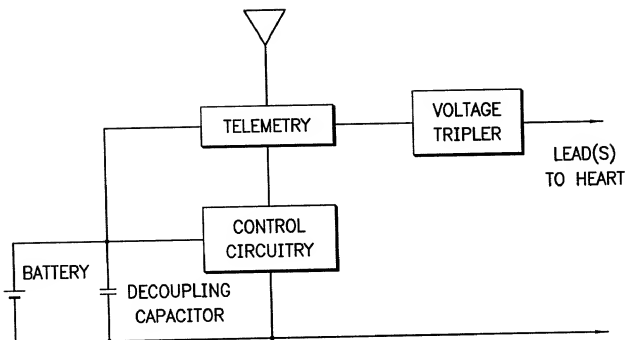 TELEMETRY
VOLTAGE
TRIPLER
LEAD(S)
TO HEART
CONTROL
CIRCUITRY
BATTERY
DECOUPLING
CAPACITOR